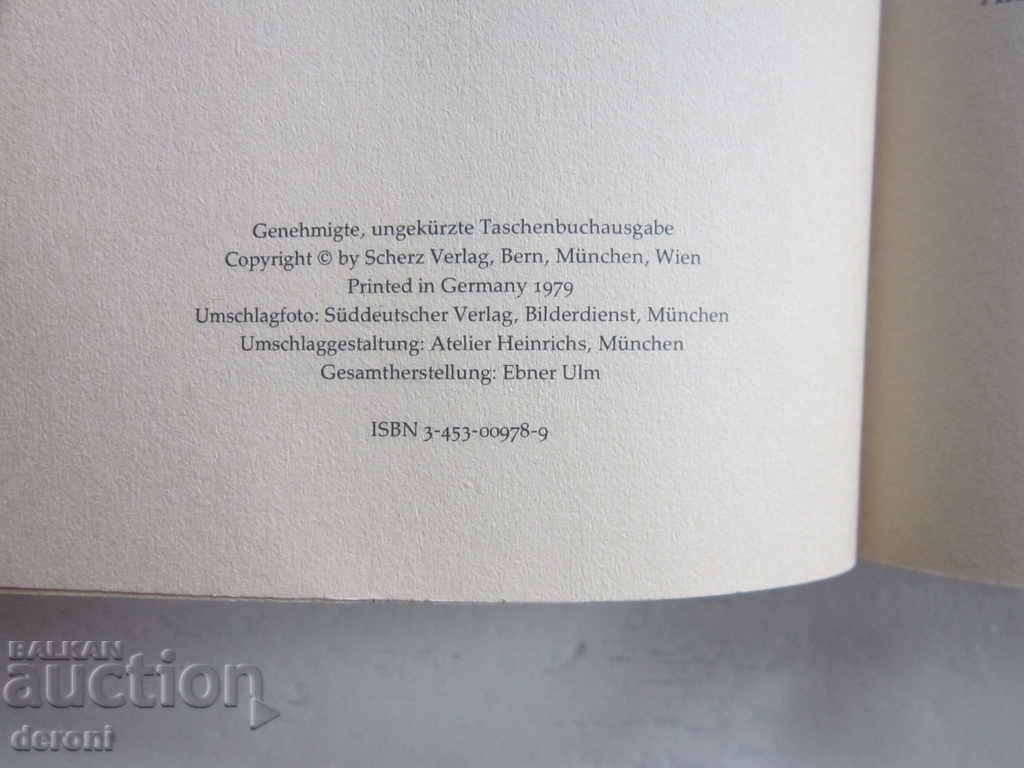 Genehmigte, ungekürzte Taschenbuchausgabe
Copyright © by Scherz Verlag, Bern, München, Wien
Printed in Germany 1979
Umschlagfoto: Süddeutscher Verlag, Bilderdienst, München
Umschlaggestaltung: Atelier Heinrichs, München
Gesamtherstellung: Ebner Ulm
ISBN 3-453-00978-9
BALKAN
auction
deroni